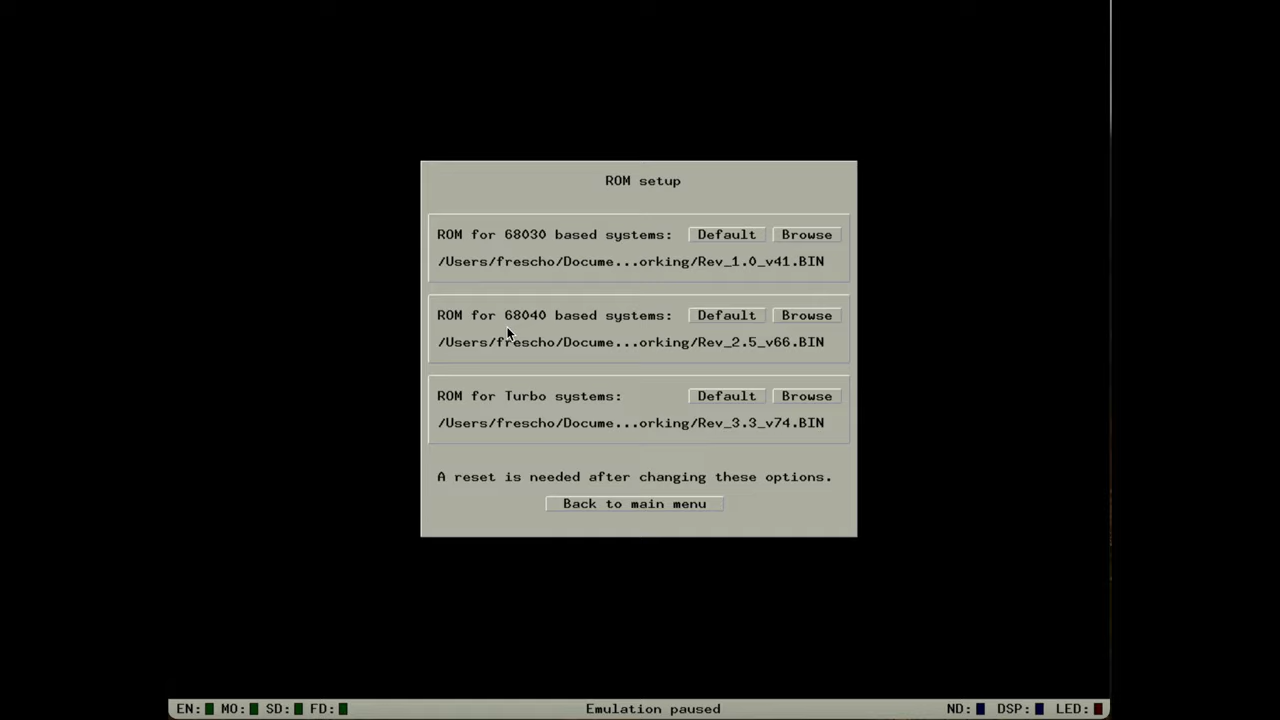 ROM setup
ROM for 68030 based systems: Default Browse
/Users/frescho/Docume...orking/Rev_1.0_v41.BIN
ROM for 68040 based systems: Default Browse
/Users/frescho/Docume...orking/Rev_2.5_v66.BIN
ROM for Turbo systems: Default Browse
/Users/frescho/Docume...orking/Rev_3.3_v74.BIN
A reset is needed after changing these options.
Back to main menu
EN: MO: SD: FD: Emulation paused ND: DSP: LED: